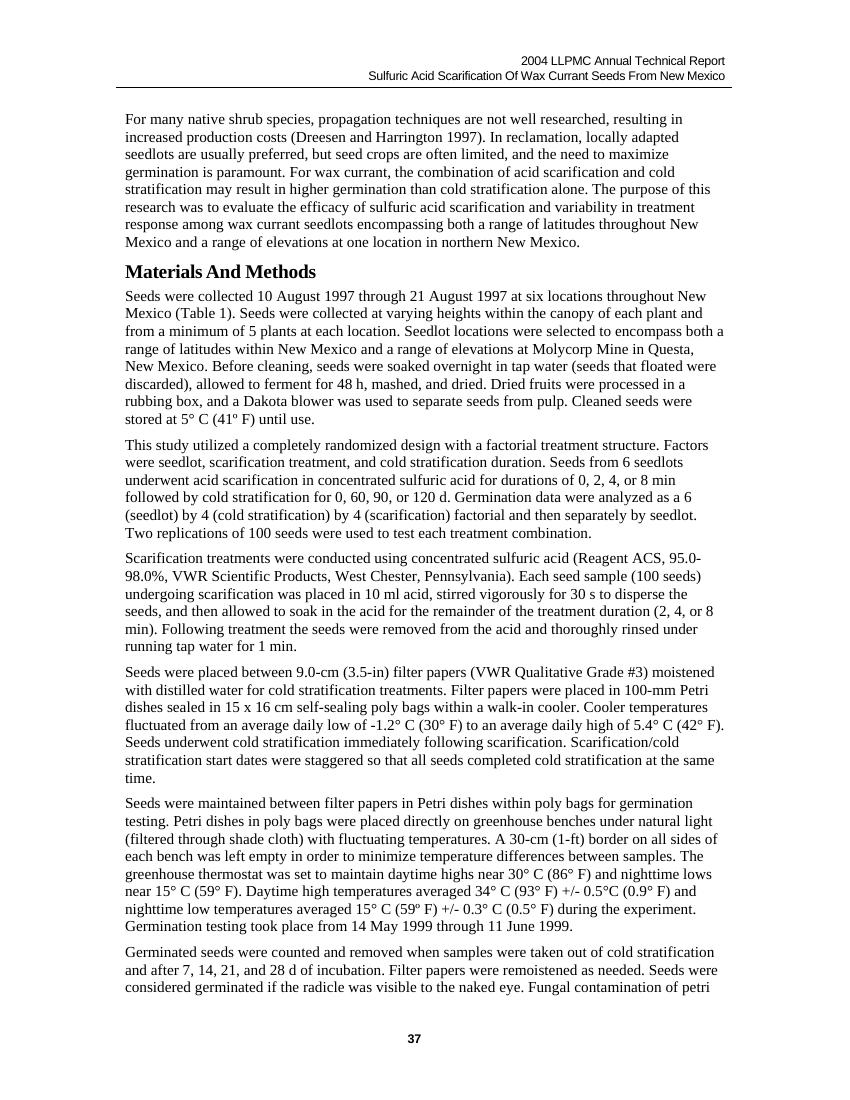 2004 LLPMC Annual Technical Report
Sulfuric Acid Scarification Of Wax Currant Seeds From New Mexico
For many native shrub species, propagation techniques are not well researched, resulting in
increased production costs (Dreesen and Harrington 1997). In reclamation, locally adapted
seedlots are usually preferred, but seed crops are often limited, and the need to maximize
germination is paramount. For wax currant, the combination of acid scarification and cold
stratification may result in higher germination than cold stratification alone. The purpose of this
research was to evaluate the efficacy of sulfuric acid scarification and variability in treatment
response among wax currant seedlots encompassing both a range of latitudes throughout New
Mexico and a range of elevations at one location in northern New Mexico.
Materials And Methods
Seeds were collected 10 August 1997 through 21 August 1997 at six locations throughout New
Mexico (Table 1). Seeds were collected at varying heights within the canopy of each plant and
from a minimum of 5 plants at each location. Seedlot locations were selected to encompass both a
range of latitudes within New Mexico and a range of elevations at Molycorp Mine in Questa,
New Mexico. Before cleaning, seeds were soaked overnight in tap water (seeds that floated were
discarded), allowed to ferment for 48 h, mashed, and dried. Dried fruits were processed in a
rubbing box, and a Dakota blower was used to separate seeds from pulp. Cleaned seeds were
stored at 5° C (41º F) until use.
This study utilized a completely randomized design with a factorial treatment structure. Factors
were seedlot, scarification treatment, and cold stratification duration. Seeds from 6 seedlots
underwent acid scarification in concentrated sulfuric acid for durations of 0, 2, 4, or 8 min
followed by cold stratification for 0, 60, 90, or 120 d. Germination data were analyzed as a 6
(seedlot) by 4 (cold stratification) by 4 (scarification) factorial and then separately by seedlot.
Two replications of 100 seeds were used to test each treatment combination.
Scarification treatments were conducted using concentrated sulfuric acid (Reagent ACS, 95.0-
98.0%, VWR Scientific Products, West Chester, Pennsylvania). Each seed sample (100 seeds)
undergoing scarification was placed in 10 ml acid, stirred vigorously for 30 s to disperse the
seeds, and then allowed to soak in the acid for the remainder of the treatment duration (2, 4, or 8
min). Following treatment the seeds were removed from the acid and thoroughly rinsed under
running tap water for 1 min.
Seeds were placed between 9.0-cm (3.5-in) filter papers (VWR Qualitative Grade #3) moistened
with distilled water for cold stratification treatments. Filter papers were placed in 100-mm Petri
dishes sealed in 15 x 16 cm self-sealing poly bags within a walk-in cooler. Cooler temperatures
fluctuated from an average daily low of -1.2° C (30° F) to an average daily high of 5.4° C (42° F).
Seeds underwent cold stratification immediately following scarification. Scarification/cold
stratification start dates were staggered so that all seeds completed cold stratification at the same
time.
Seeds were maintained between filter papers in Petri dishes within poly bags for germination
testing. Petri dishes in poly bags were placed directly on greenhouse benches under natural light
(filtered through shade cloth) with fluctuating temperatures. A 30-cm (1-ft) border on all sides of
each bench was left empty in order to minimize temperature differences between samples. The
greenhouse thermostat was set to maintain daytime highs near 30° C (86° F) and nighttime lows
near 15° C (59° F). Daytime high temperatures averaged 34° C (93° F) +/- 0.5°C (0.9° F) and
nighttime low temperatures averaged 15° C (59º F) +/- 0.3° C (0.5° F) during the experiment.
Germination testing took place from 14 May 1999 through 11 June 1999.
Germinated seeds were counted and removed when samples were taken out of cold stratification
and after 7, 14, 21, and 28 d of incubation. Filter papers were remoistened as needed. Seeds were
considered germinated if the radicle was visible to the naked eye. Fungal contamination of petri
37